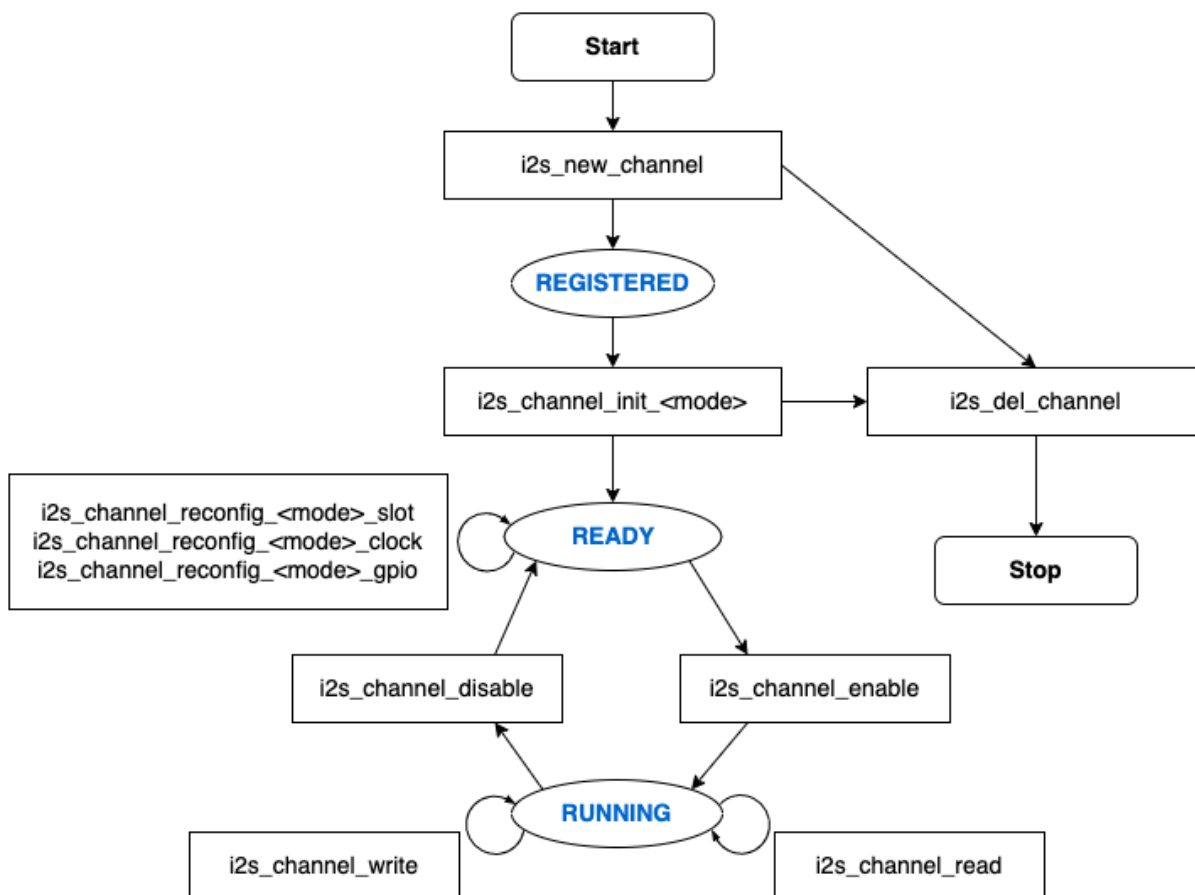 Start
i2s_new_channel
REGISTERED
i2s_channel_init_<mode>
i2s_del_channel
i2s_channel_reconfig_<mode>_slot
i2s_channel_reconfig_<mode>_clock
i2s_channel_reconfig_<mode>_gpio
READY
Stop
i2s_channel_disable
i2s_channel_enable
RUNNING
i2s_channel_write
i2s_channel_read